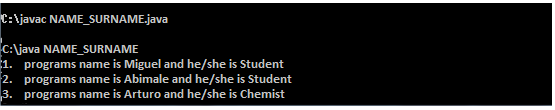 C:\javac NAME_SURNAME.java
C:\java NAME_SURNAME
1. programs name is Miguel and he/she is Student
2. programs name is Abimale and he/she is Student
3. programs name is Arturo and he/she is Chemist